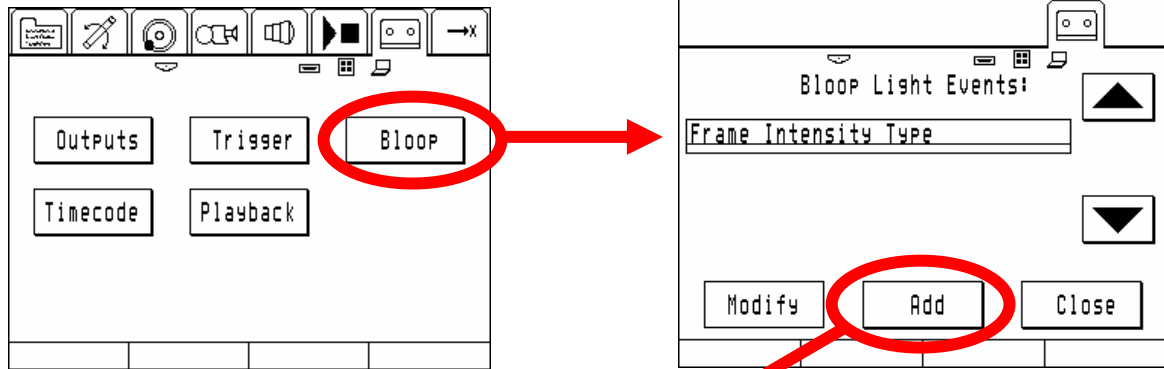 →X
Outputs Trigger Bloop
Timecode Playback
Bloop Light Events:
Frame Intensity Type
Modify Add Close